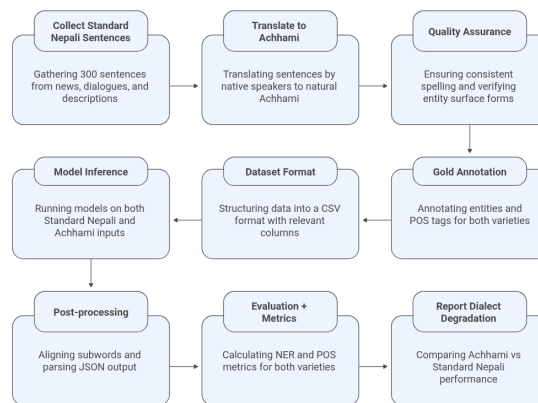 Collect Standard
Nepali Sentences
Gathering 300 sentences
from news, dialogues, and
descriptions
Translate to
Achhami
Translating sentences by
native speakers to natural
Achhami
Quality Assurance
Ensuring consistent
spelling and verifying
entity surface forms
Gold Annotation
Annotating entities and
POS tags for both varieties
Dataset Format
Structuring data into a CSV
format with relevant
columns
Model Inference
Running models on both
Standard Nepali and
Achhami inputs
Post-processing
Aligning subwords and
parsing JSON output
Evaluation +
Metrics
Calculating NER and POS
metrics for both varieties
Report Dialect
Degradation
Comparing Achhami vs
Standard Nepali
performance